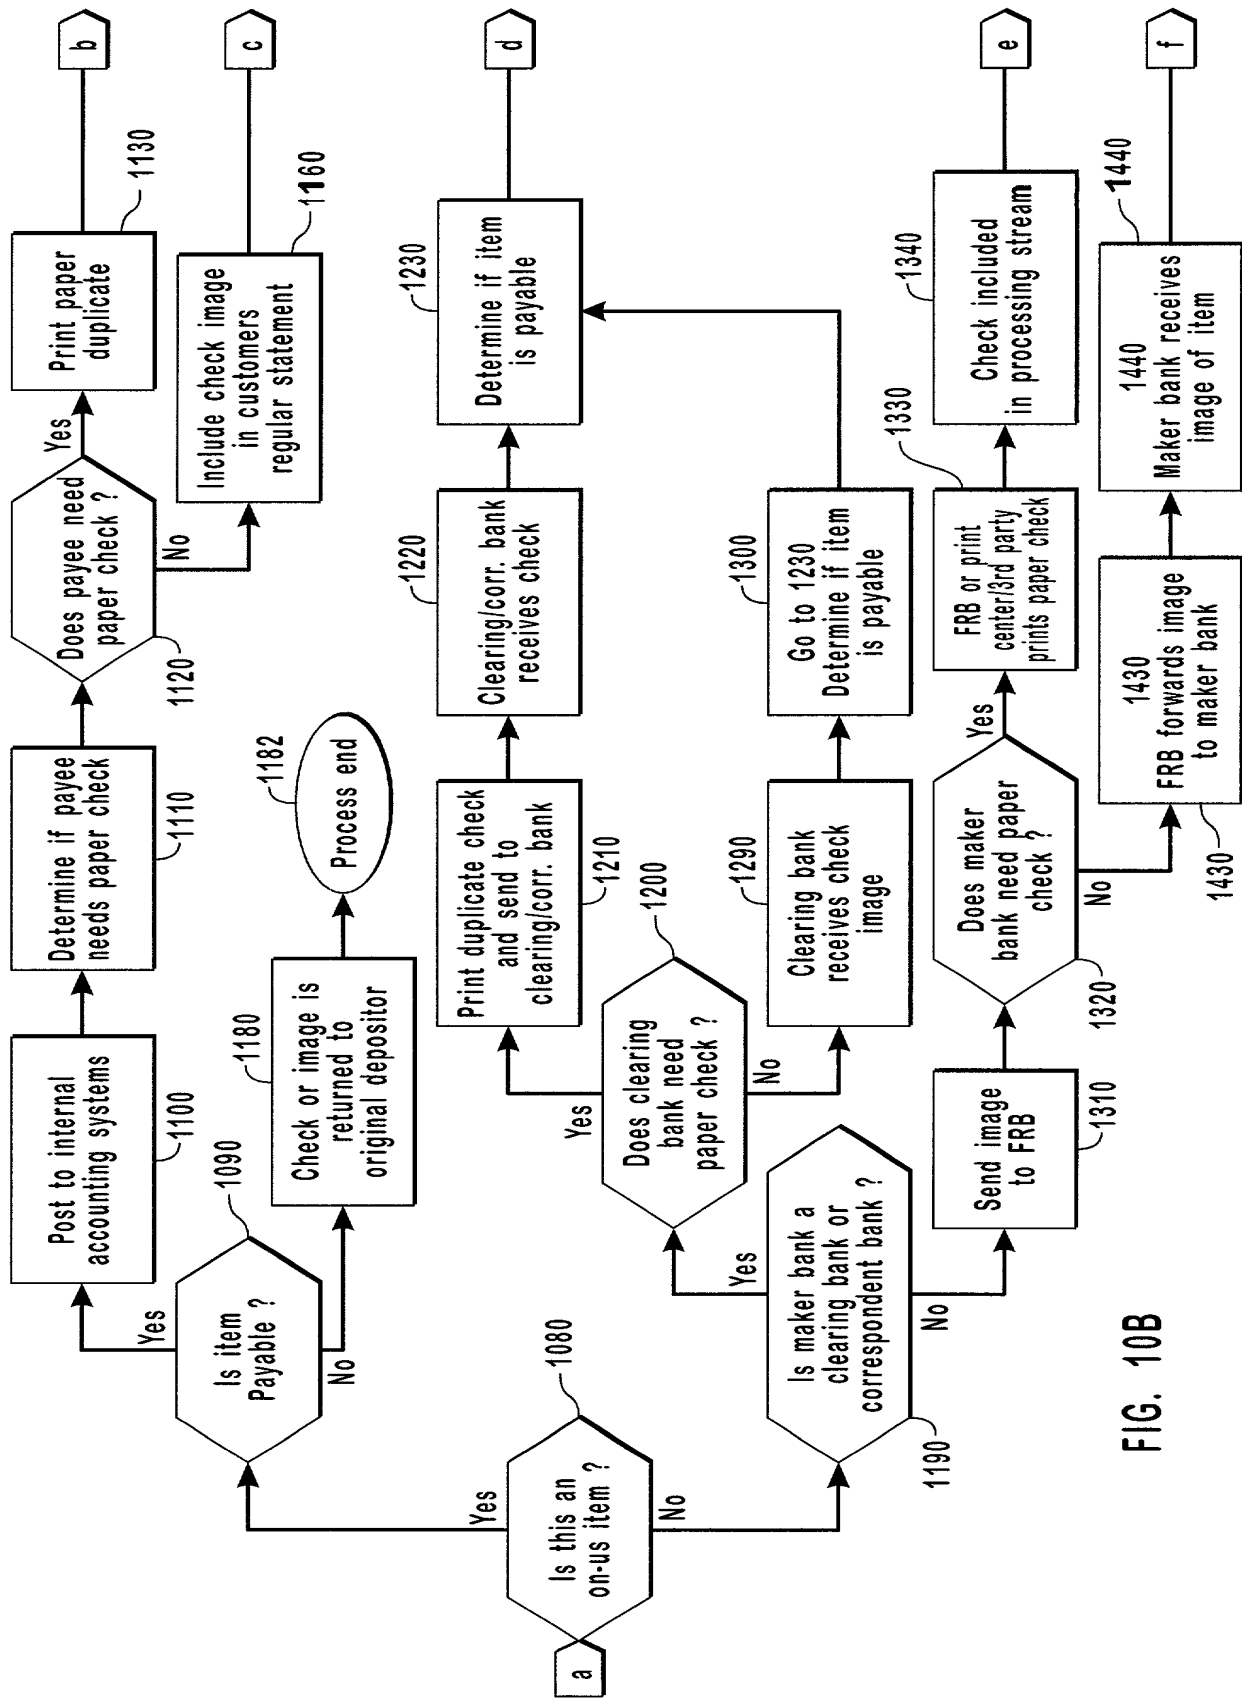 a
Is this an
on-us item ?
1080
Yes
No
Is item
Payable ?
1090
Yes
No
Post to internal
accounting systems
1100
Determine if payee
needs paper check
1110
Does payee need
paper check ?
1120
Yes
No
Print paper
duplicate
1130
b
Include check image
in customers
regular statement
1160
c
Check or image is
returned to
original depositor
1180
Process end
1182
Is maker bank a
clearing bank or
correspondent bank ?
1190
Yes
No
Does clearing
bank need
paper check ?
1200
Yes
No
Print duplicate check
and send to
clearing/corr. bank
1210
Clearing/corr. bank
receives check
1220
Determine if item
is payable
1230
d
Clearing bank
receives check
image
1290
Go to 1230
Determine if item
is payable
1300
Send image
to FRB
1310
Does maker
bank need paper
check ?
1320
Yes
No
FRB or print
center/3rd party
prints paper check
1330
Check included
in processing stream
1340
e
1430
FRB forwards image
to maker bank
1430
1440
Maker bank receives
image of item
1440
f
FIG. 10B